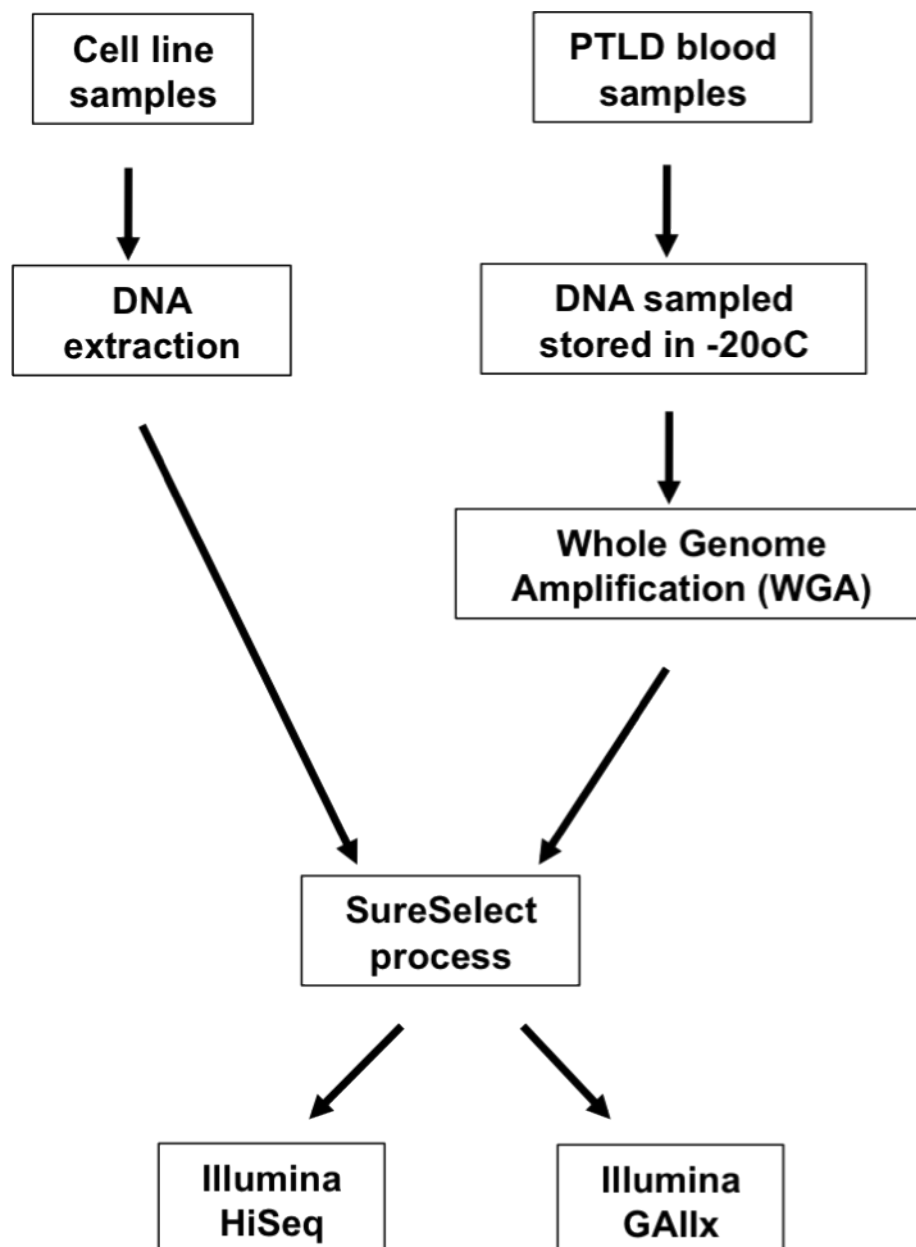 Cell line
samples
PTLD blood
samples
DNA
extraction
DNA sampled
stored in -20oC
Whole Genome
Amplification (WGA)
SureSelect
process
Illumina
HiSeq
Illumina
GAIIx